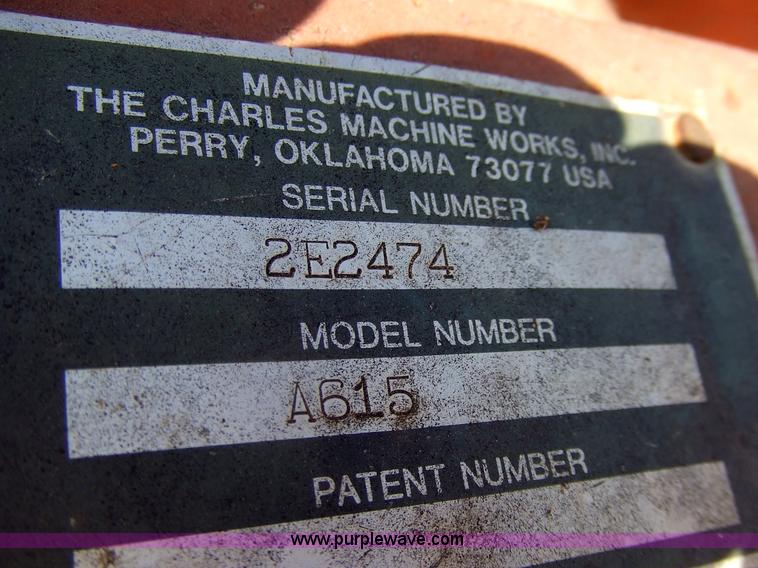 MANUFACTURED BY
THE CHARLES MACHINE WORKS, INC.
PERRY, OKLAHOMA 73077 USA
SERIAL NUMBER
2E2474
MODEL NUMBER
A615
PATENT NUMBER
www.purplewave.com